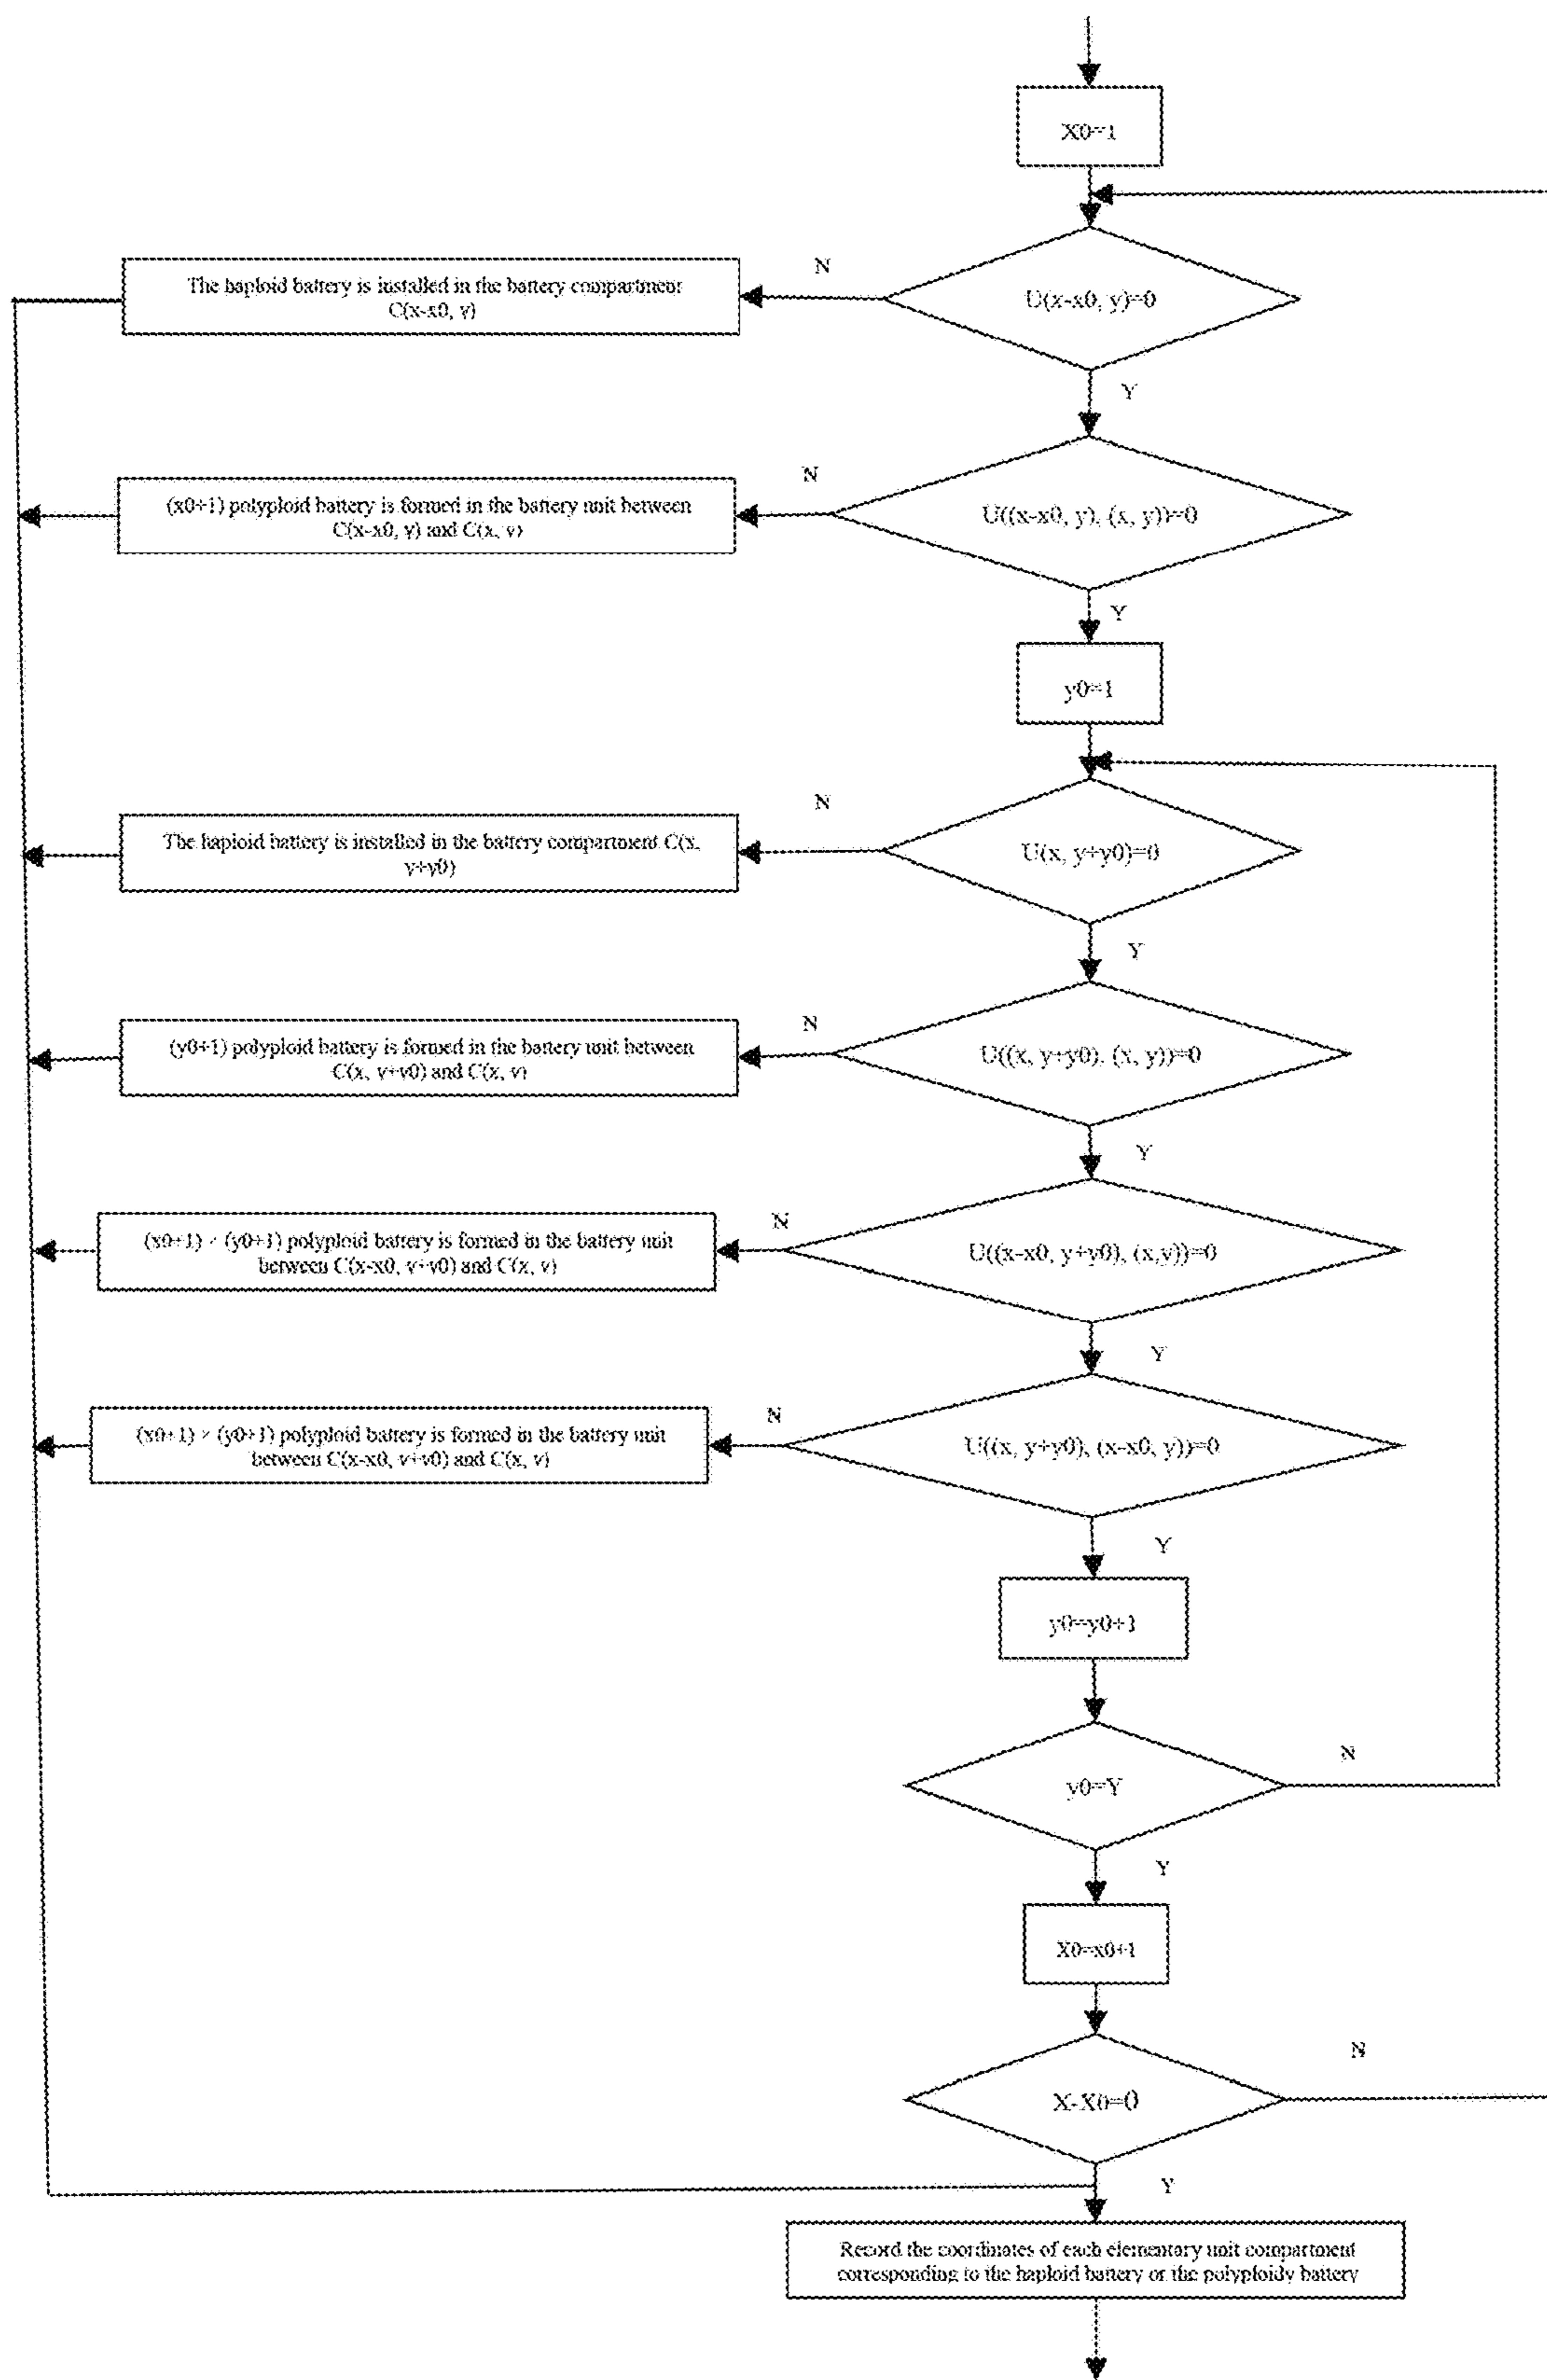 X0=1
N
The haploid battery is installed in the battery compartment
C(x-x0, y)
U(x-x0, y)=0
Y
N
(x0+1) polyploid battery is formed in the battery unit between
C(x-x0, y) and C(x, y)
U((x-x0, y), (x, y))=0
Y
y0=1
N
The haploid battery is installed in the battery compartment C(x,
y+y0)
U(x, y+y0)=0
Y
N
(y0+1) polyploid battery is formed in the battery unit between
C(x, y+y0) and C(x, y)
U((x, y+y0), (x, y))=0
Y
N
(x0+1) × (y0+1) polyploid battery is formed in the battery unit
between C(x-x0, y+y0) and C(x, y)
U((x-x0, y+y0), (x,y))=0
Y
N
(x0+1) × (y0+1) polyploid battery is formed in the battery unit
between C(x-x0, y+y0) and C(x, y)
U((x, y+y0), (x-x0, y))=0
Y
y0=y0+1
N
y0=Y
Y
X0=x0+1
N
X-X0=0
Y
Record the coordinates of each elementary unit compartment
corresponding to the haploid battery or the polyploidy battery